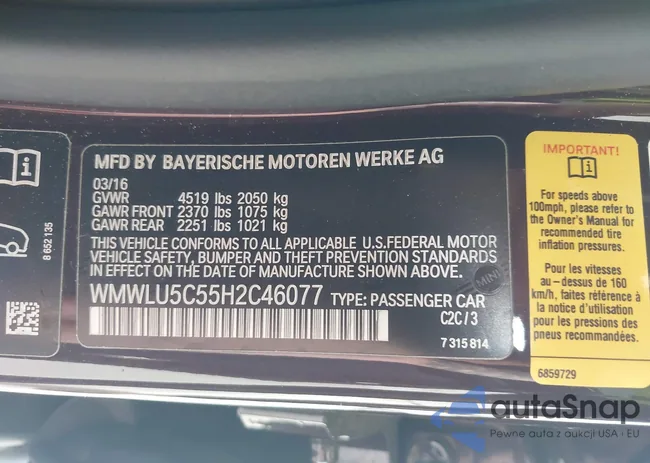 MFD BY BAYERISCHE MOTOREN WERKE AG
03/16
GVWR 4519 lbs 2050 kg
GAWR FRONT 2370 lbs 1075 kg
GAWR REAR 2251 lbs 1021 kg
THIS VEHICLE CONFORMS TO ALL APPLICABLE U.S.FEDERAL MOTOR
VEHICLE SAFETY, BUMPER AND THEFT PREVENTION STANDARDS
IN EFFECT ON THE DATE OF MANUFACTURE SHOWN ABOVE.
MINI
WMWLU5C55H2C46077 TYPE: PASSENGER CAR
C2C/3
7 315 814
8 652 135
IMPORTANT!
For speeds above
100mph, please refer to
the Owner's Manual for
recommended tire
inflation pressures.
Pour les vitesses
au-dessus de 160
km/h, faites référence à
la notice d'utilisation
pour les pressions des
pneus recommandées.
6859729
autaSnap
Pewne auta z aukcji USA i EU